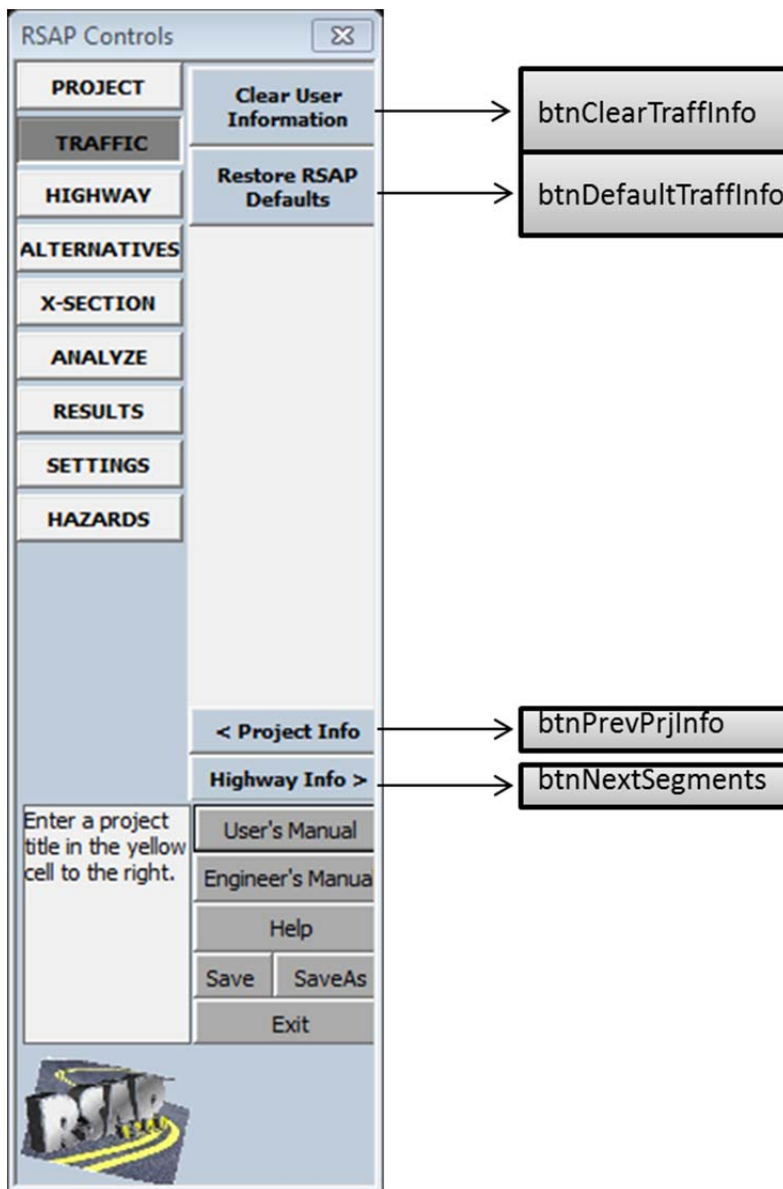 RSAP Controls
PROJECT
TRAFFIC
HIGHWAY
ALTERNATIVES
X-SECTION
ANALYZE
RESULTS
SETTINGS
HAZARDS
Clear User
Information
Restore RSAP
Defaults
btnClearTraffInfo
btnDefaultTraffInfo
< Project Info
Highway Info >
btnPrevPrjInfo
btnNextSegments
Enter a project
title in the yellow
cell to the right.
User's Manual
Engineer's Manua
Help
Save
SaveAs
Exit
RSAP